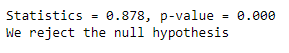 Statistics = 0.878, p-value = 0.000
We reject the null hypothesis